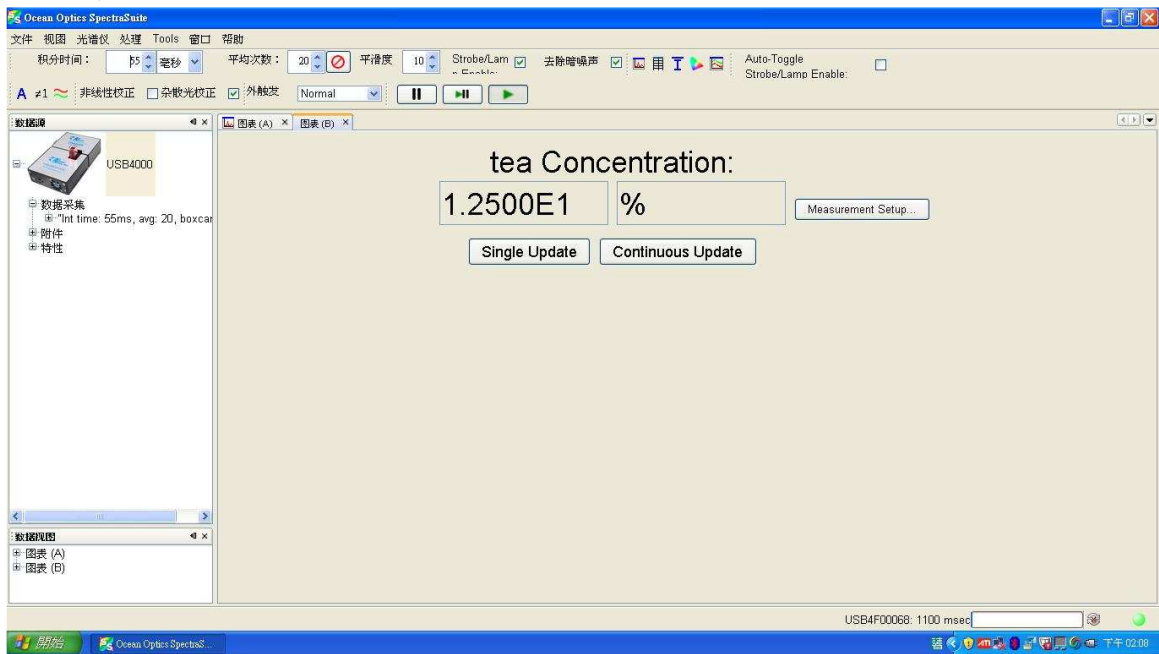 Ocean Optics SpectraSuite
文件 视图 光谱仪 处理 Tools 窗口 帮助
积分时间： 55 毫秒 平均次数： 20 平滑度 10 Strobe/Lam 去除暗噪声 Auto-Toggle
Strobe/Lamp Enable:
A ≠1 非线性校正 杂散光校正 外触发 Normal
数据源 图表 (A) 图表 (B)
USB4000
数据采集
"Int time: 55ms, avg: 20, boxcar
附件
特性
tea Concentration:
1.2500E1 %
Measurement Setup...
Single Update Continuous Update
数据视图
图表 (A)
图表 (B)
USB4F00068: 1100 msec
開始 Ocean Optics SpectraS... 下午 02:08